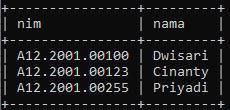 nim | nama
A12.2001.00100 | Dwisari
A12.2001.00123 | Cinanty
A12.2001.00255 | Priyadi